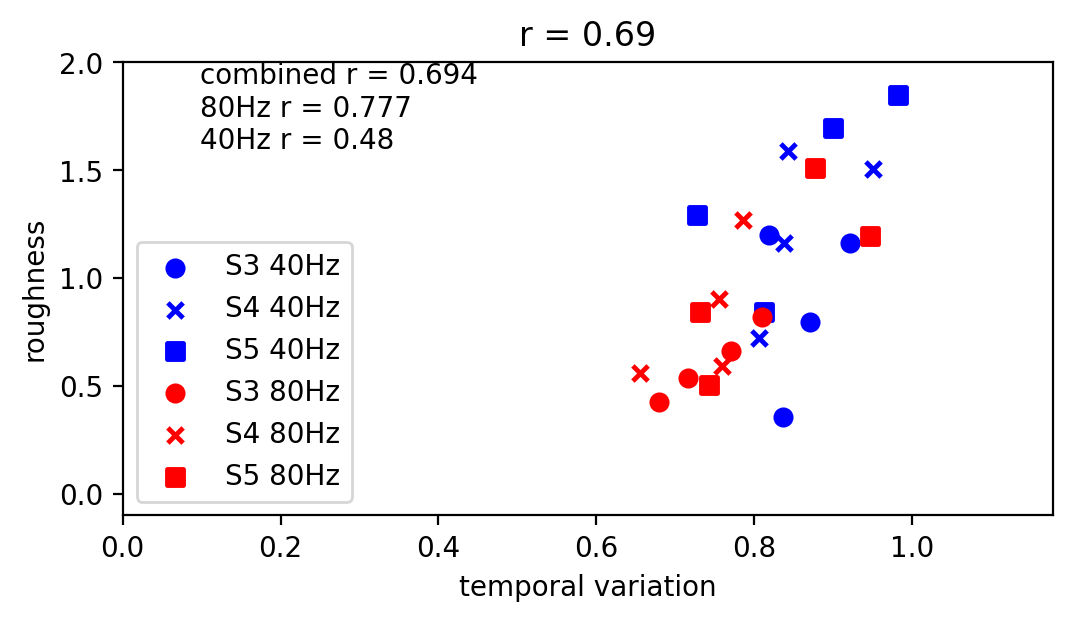 r = 0.69
combined r = 0.694
80Hz r = 0.777
40Hz r = 0.48
2.0
1.5
1.0
0.5
0.0
roughness
S3 40Hz
S4 40Hz
S5 40Hz
S3 80Hz
S4 80Hz
S5 80Hz
0.0 0.2 0.4 0.6 0.8 1.0
temporal variation